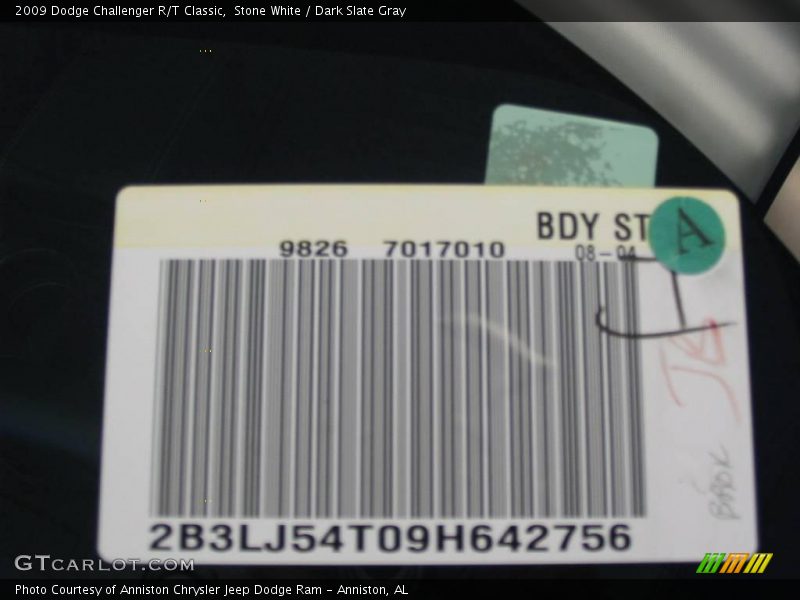 2009 Dodge Challenger R/T Classic,  Stone White / Dark Slate Gray
BDY ST
A
9826 7017010
08-04
JB
2B3LJ54T09H642756
GTCARLOT.COM
Photo Courtesy of Anniston Chrysler Jeep Dodge Ram - Anniston, AL